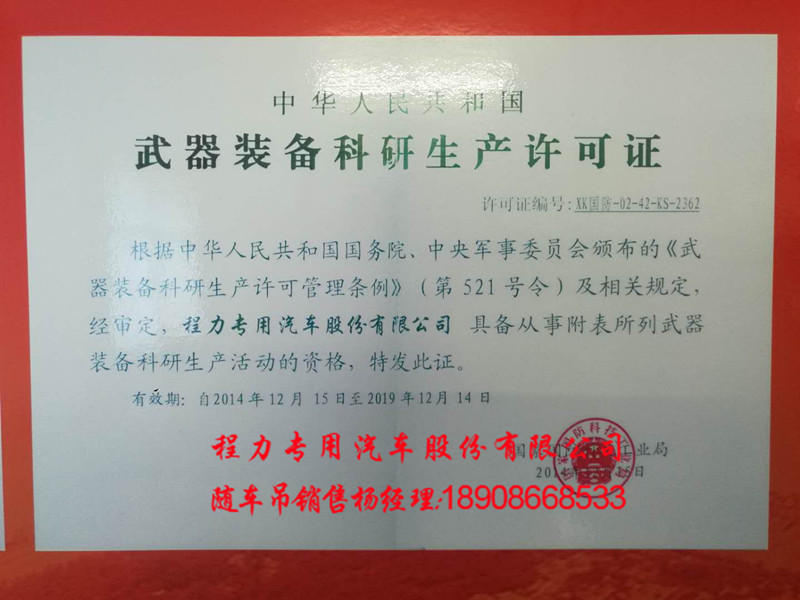 中华人民共和国
武器装备科研生产许可证
许可证编号:XK国防-02-42-KS-2362
根据中华人民共和国国务院、中央军事委员会颁布的《武
器装备科研生产许可管理条例》(第521号令)及相关规定,
经审定,程力专用汽车股份有限公司 具备从事附表所列武器
装备科研生产活动的资格,特发此证。
有效期:自2014年12月15日至2019年12月14日
程力专用汽车股份有限公司
工业局
随车吊销售杨经理:18908668533